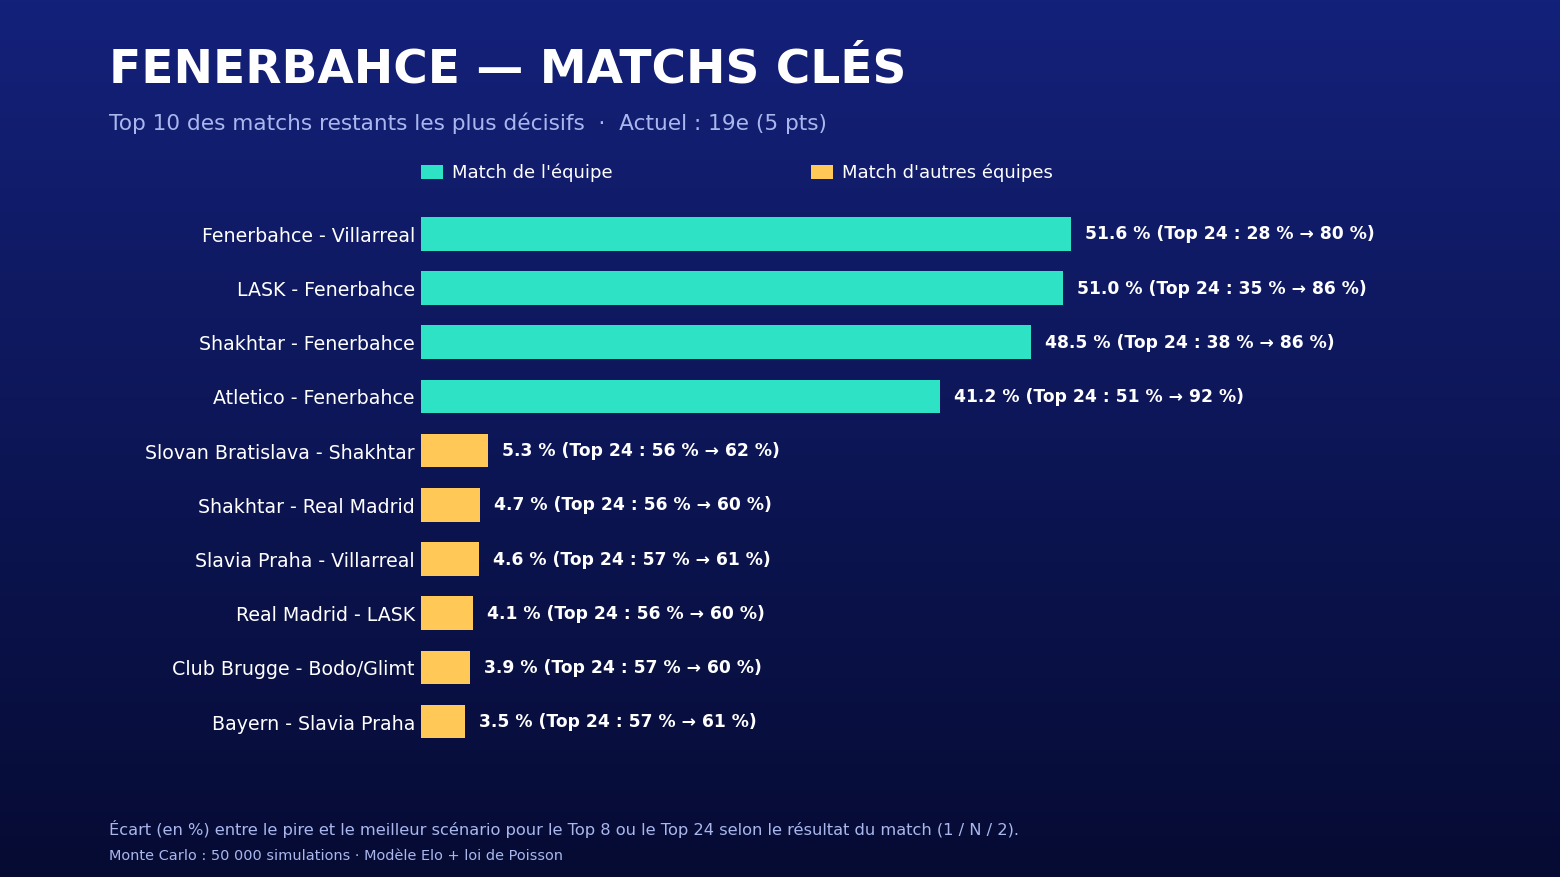 FENERBAHCE — MATCHS CLÉS
Top 10 des matchs restants les plus décisifs · Actuel : 19e (5 pts)
Match de l'équipe
Match d'autres équipes
Fenerbahce - Villarreal 51.6 % (Top 24 : 28 % → 80 %)
LASK - Fenerbahce 51.0 % (Top 24 : 35 % → 86 %)
Shakhtar - Fenerbahce 48.5 % (Top 24 : 38 % → 86 %)
Atletico - Fenerbahce 41.2 % (Top 24 : 51 % → 92 %)
Slovan Bratislava - Shakhtar 5.3 % (Top 24 : 56 % → 62 %)
Shakhtar - Real Madrid 4.7 % (Top 24 : 56 % → 60 %)
Slavia Praha - Villarreal 4.6 % (Top 24 : 57 % → 61 %)
Real Madrid - LASK 4.1 % (Top 24 : 56 % → 60 %)
Club Brugge - Bodo/Glimt 3.9 % (Top 24 : 57 % → 60 %)
Bayern - Slavia Praha 3.5 % (Top 24 : 57 % → 61 %)
Écart (en %) entre le pire et le meilleur scénario pour le Top 8 ou le Top 24 selon le résultat du match (1 / N / 2).
Monte Carlo : 50 000 simulations · Modèle Elo + loi de Poisson